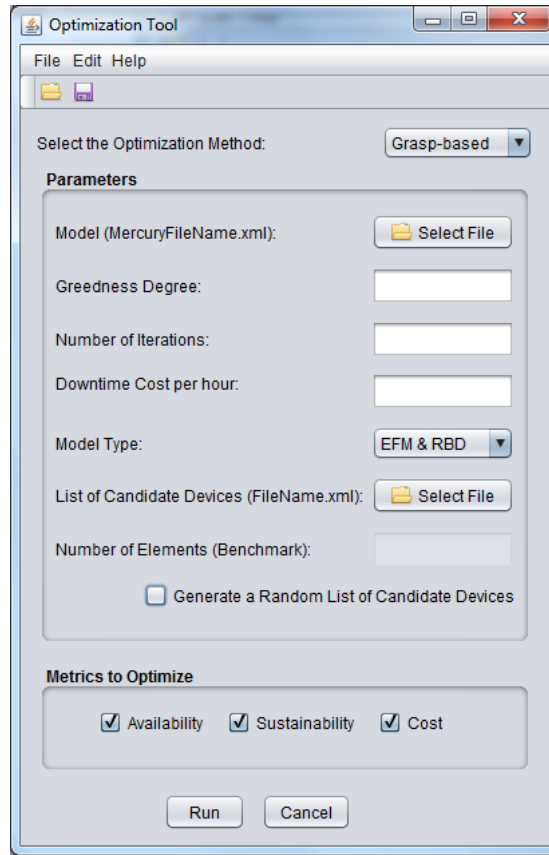 Optimization Tool
File Edit Help
Select the Optimization Method: Grasp-based
Parameters
Model (MercuryFileName.xml): Select File
Greedness Degree:
Number of Iterations:
Downtime Cost per hour:
Model Type: EFM & RBD
List of Candidate Devices (FileName.xml): Select File
Number of Elements (Benchmark):
Generate a Random List of Candidate Devices
Metrics to Optimize
Availability Sustainability Cost
Run Cancel